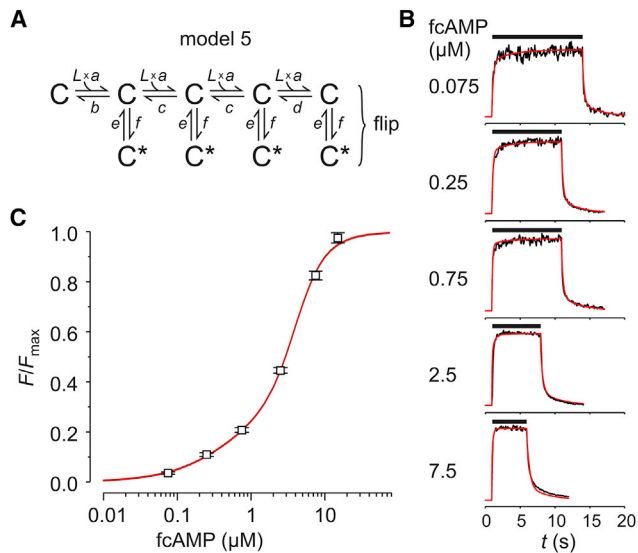 A
model 5
L×a L×a L×a L×a
C C C C C
b c c d
e f e f e f e f
flip
C* C* C* C*
B
fcAMP
(μM)
0.075
0.25
0.75
2.5
7.5
0 5 10 15 20
t (s)
C
1.0
0.8
0.6
0.4
0.2
0.0
F/Fmax
0.01 0.1 1 10
fcAMP (μM)